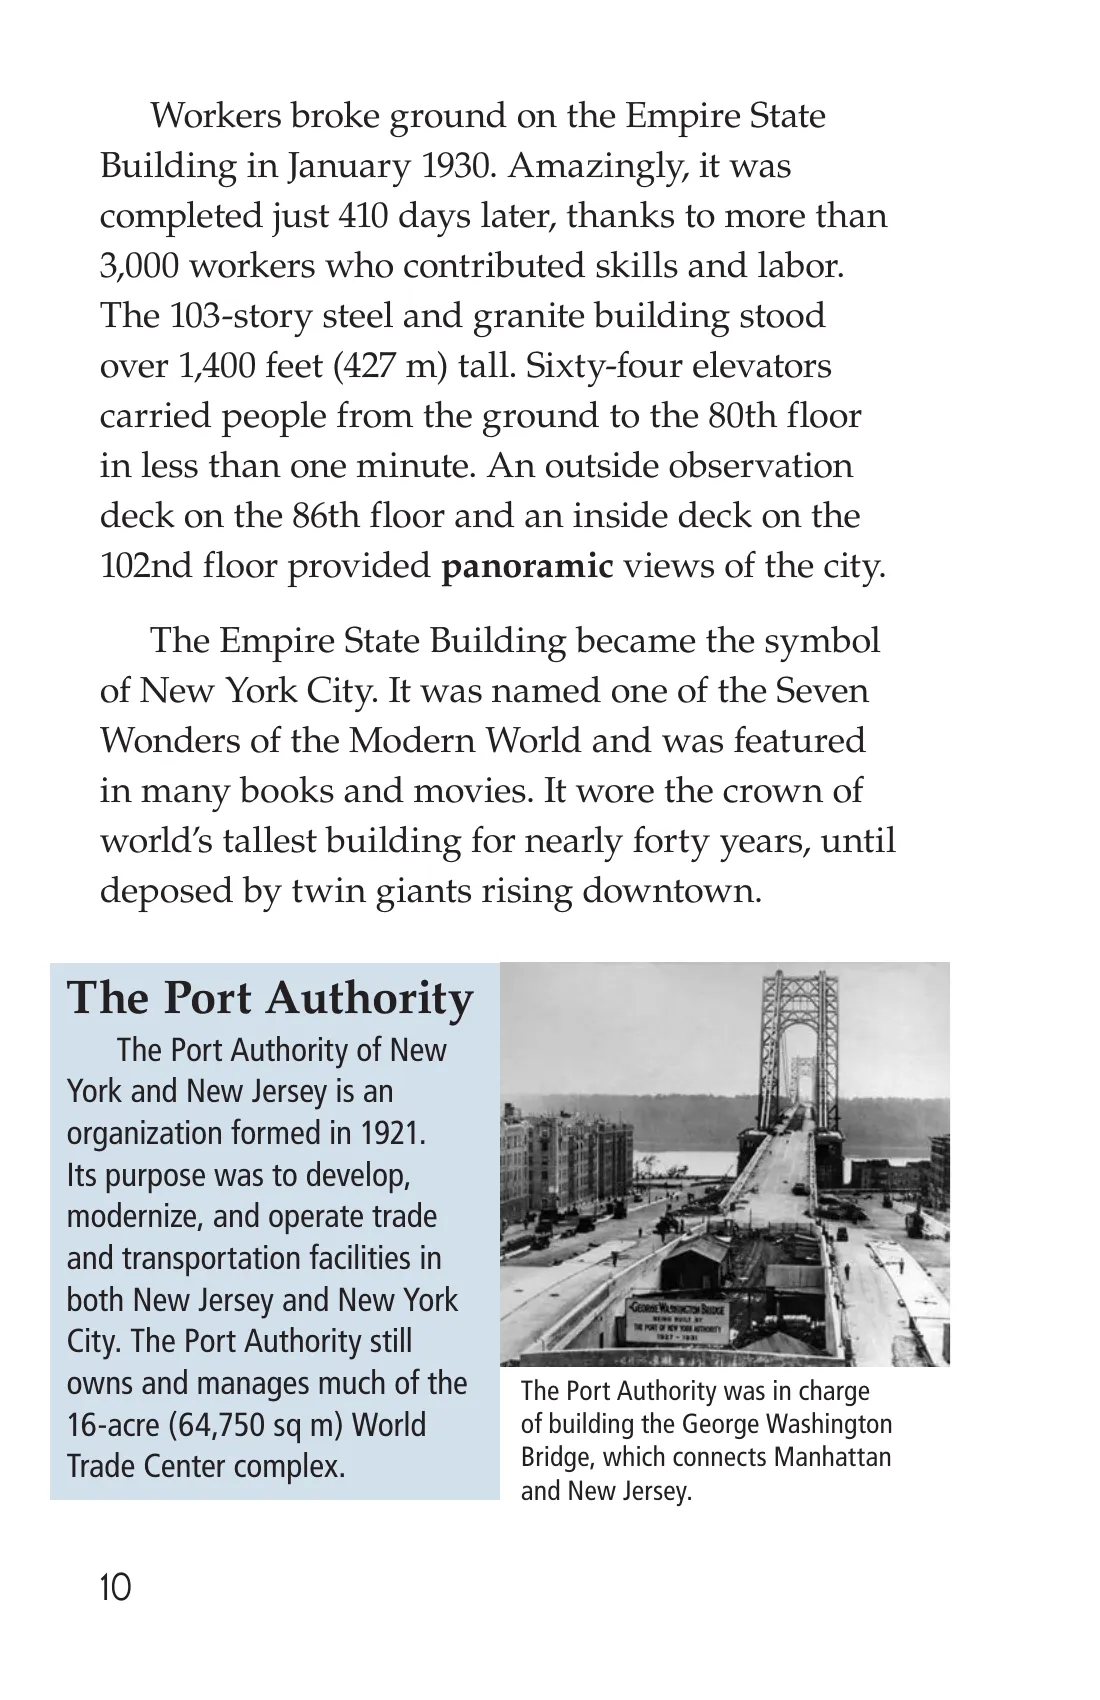 Workers broke ground on the Empire State
Building in January 1930. Amazingly, it was
completed just 410 days later, thanks to more than
3,000 workers who contributed skills and labor.
The 103-story steel and granite building stood
over 1,400 feet (427 m) tall. Sixty-four elevators
carried people from the ground to the 80th floor
in less than one minute. An outside observation
deck on the 86th floor and an inside deck on the
102nd floor provided panoramic views of the city.
The Empire State Building became the symbol
of New York City. It was named one of the Seven
Wonders of the Modern World and was featured
in many books and movies. It wore the crown of
world's tallest building for nearly forty years, until
deposed by twin giants rising downtown.
The Port Authority
The Port Authority of New
York and New Jersey is an
organization formed in 1921.
Its purpose was to develop,
modernize, and operate trade
and transportation facilities in
both New Jersey and New York
City. The Port Authority still
owns and manages much of the
16-acre (64,750 sq m) World
Trade Center complex.
GEORGE WASHINGTON BRIDGE
BEING BUILT BY
THE PORT OF NEW YORK AUTHORITY
1927 - 1931
The Port Authority was in charge
of building the George Washington
Bridge, which connects Manhattan
and New Jersey.
10